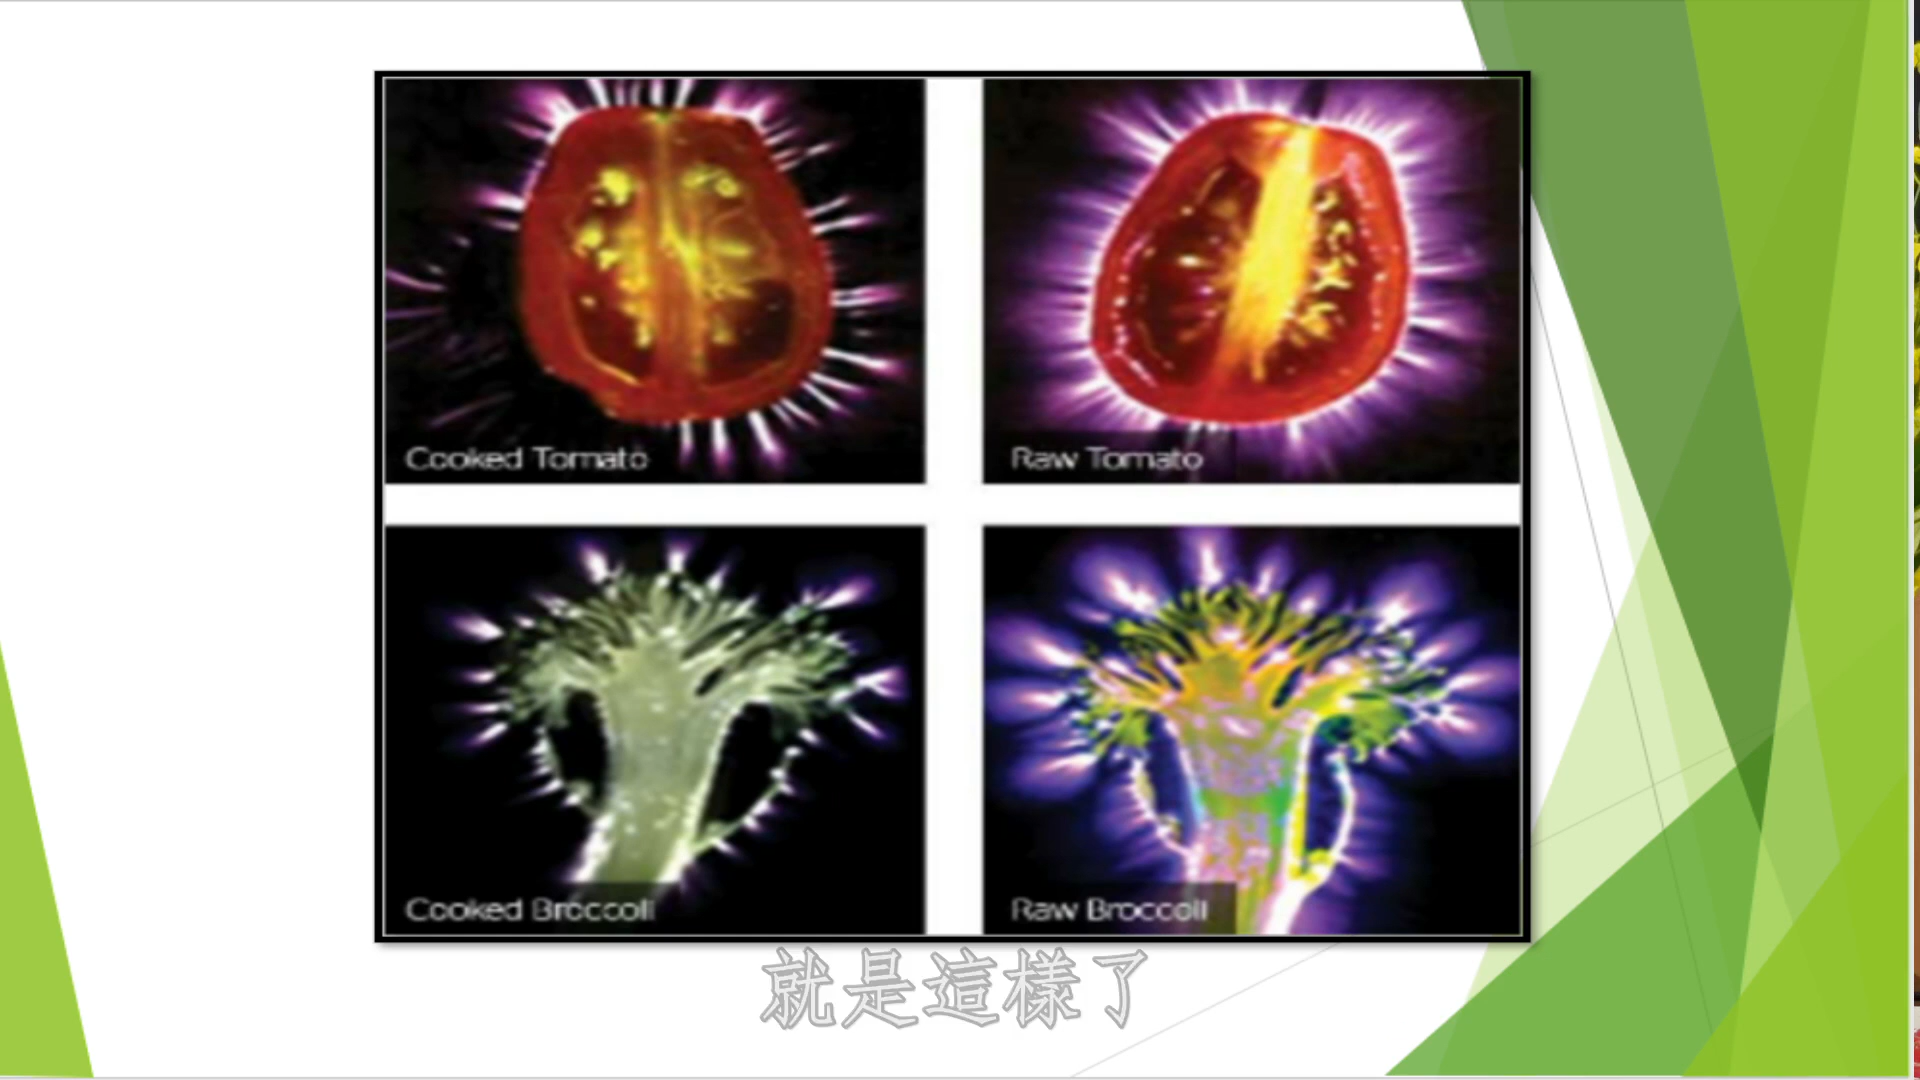 Cooked Tomato
Raw Tomato
Cooked Broccoli
Raw Broccoli
就是這樣了